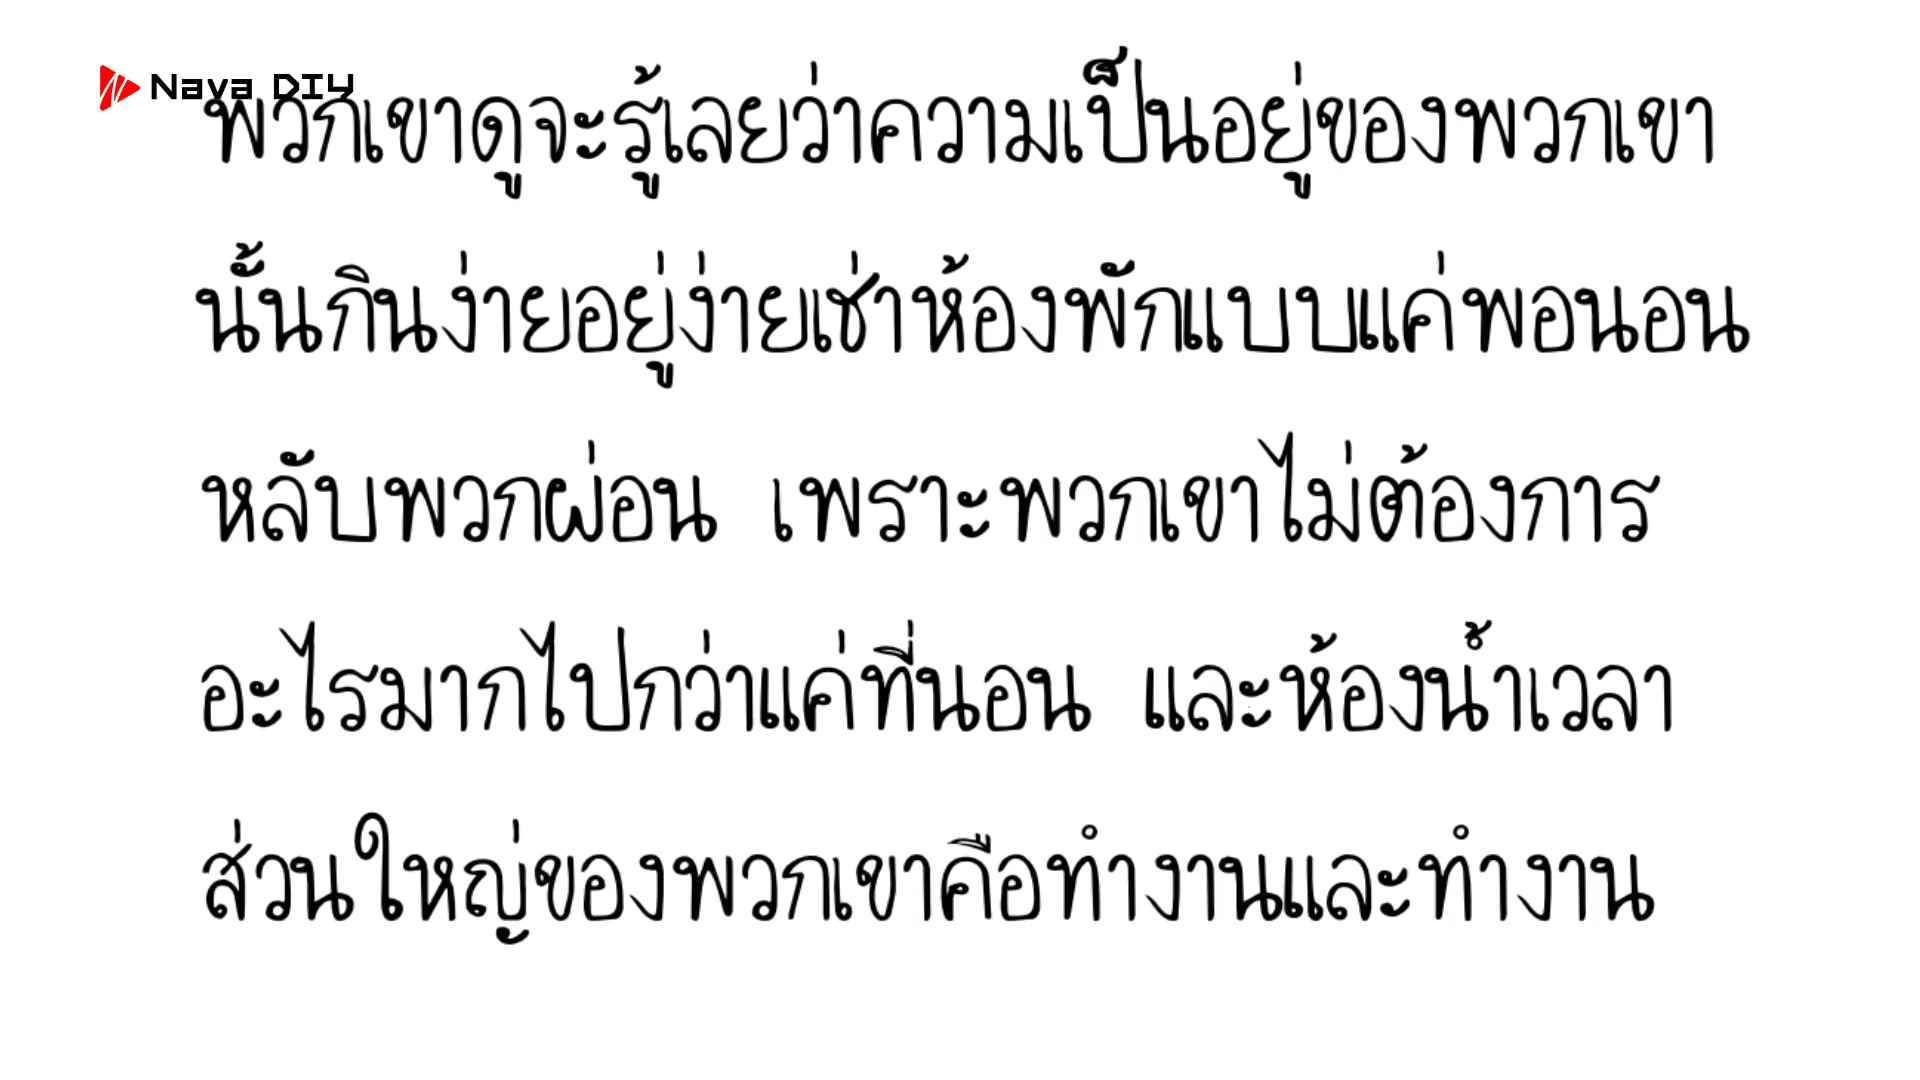 Nava DIY
พวกเขาดูจะรู้เลยว่าความเป็นอยู่ของพวกเขา
นั้นกินง่ายอยู่ง่ายเช่าห้องพักแบบแค่พอนอน
หลับพวกผ่อน เพราะพวกเขาไม่ต้องการ
อะไรมากไปกว่าแค่ที่นอน และห้องน้ำเวลา
ส่วนใหญ่ของพวกเขาคือทำงานและทำงาน